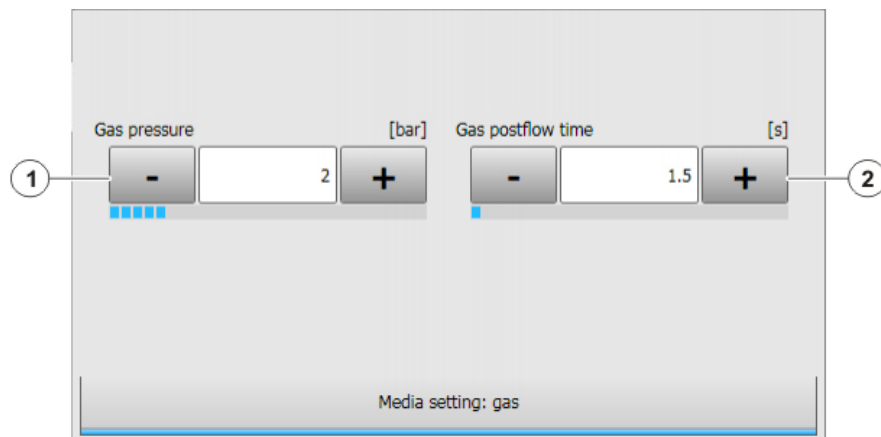 Gas pressure [bar] Gas postflow time [s]
1 - 2 + - 1.5 + 2
Media setting: gas